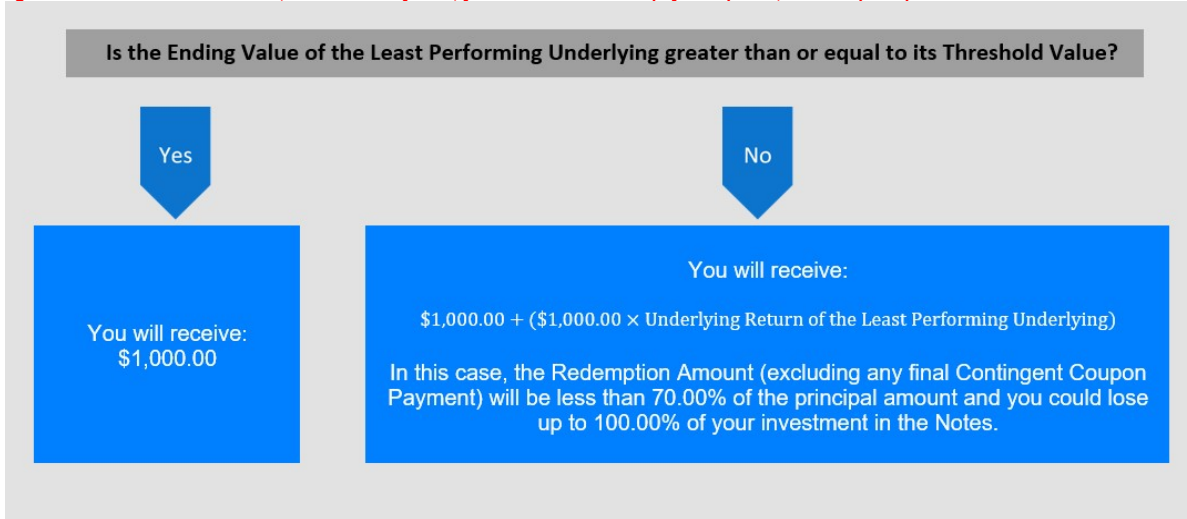 Is the Ending Value of the Least Performing Underlying greater than or equal to its Threshold Value?
Yes
No
You will receive:
$1,000.00
You will receive:
$1,000.00 + ($1,000.00 × Underlying Return of the Least Performing Underlying)
In this case, the Redemption Amount (excluding any final Contingent Coupon
Payment) will be less than 70.00% of the principal amount and you could lose
up to 100.00% of your investment in the Notes.